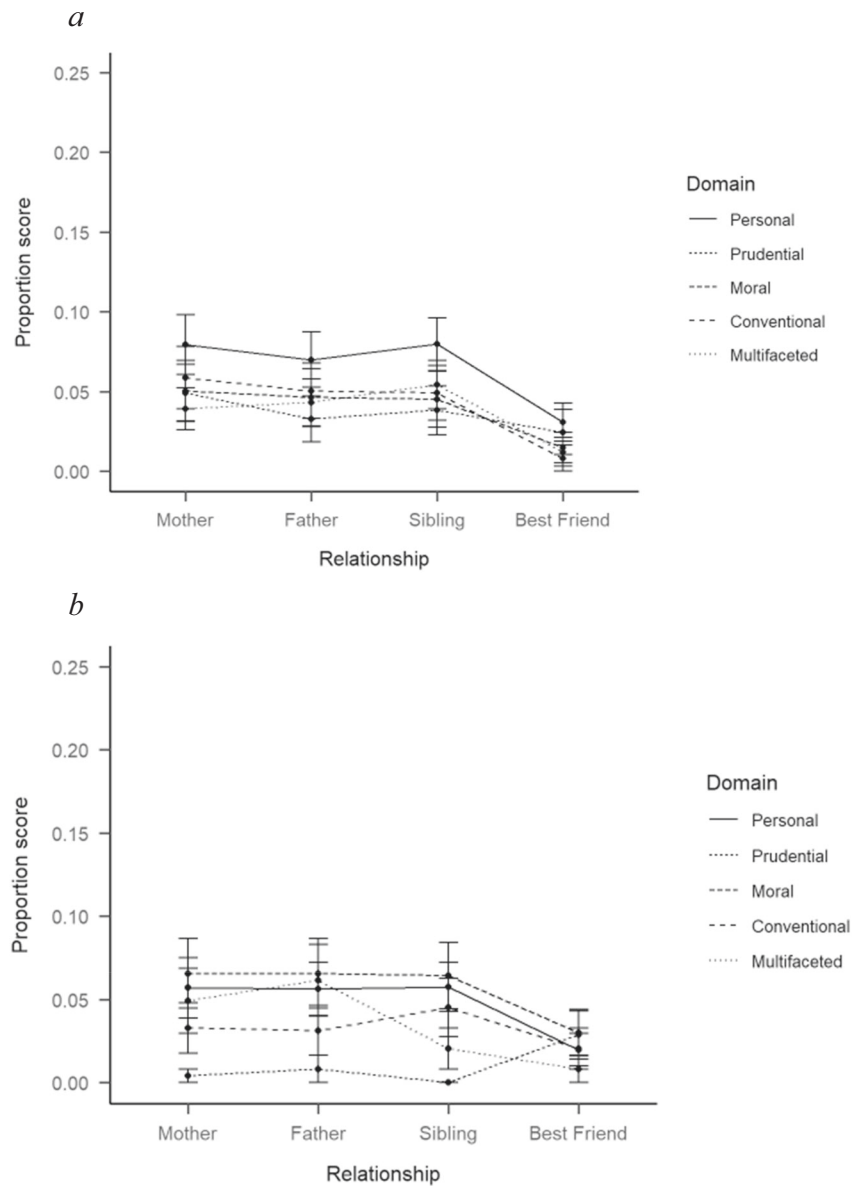 a
0.25
0.20
0.15
0.10
0.05
0.00
Proportion score
Mother Father Sibling Best Friend
Relationship
Domain
Personal
Prudential
Moral
Conventional
Multifaceted
b
0.25
0.20
0.15
0.10
0.05
0.00
Proportion score
Mother Father Sibling Best Friend
Relationship
Domain
Personal
Prudential
Moral
Conventional
Multifaceted